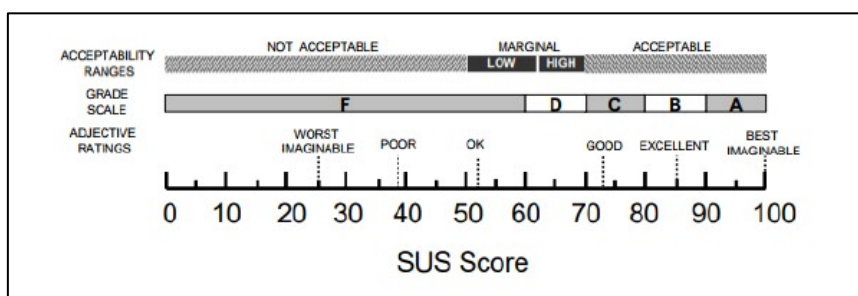 NOT ACCEPTABLE MARGINAL ACCEPTABLE
ACCEPTABILITY RANGES
LOW HIGH
GRADE SCALE
F D C B A
ADJECTIVE RATINGS
WORST IMAGINABLE POOR OK GOOD EXCELLENT BEST IMAGINABLE
0 10 20 30 40 50 60 70 80 90 100
SUS Score